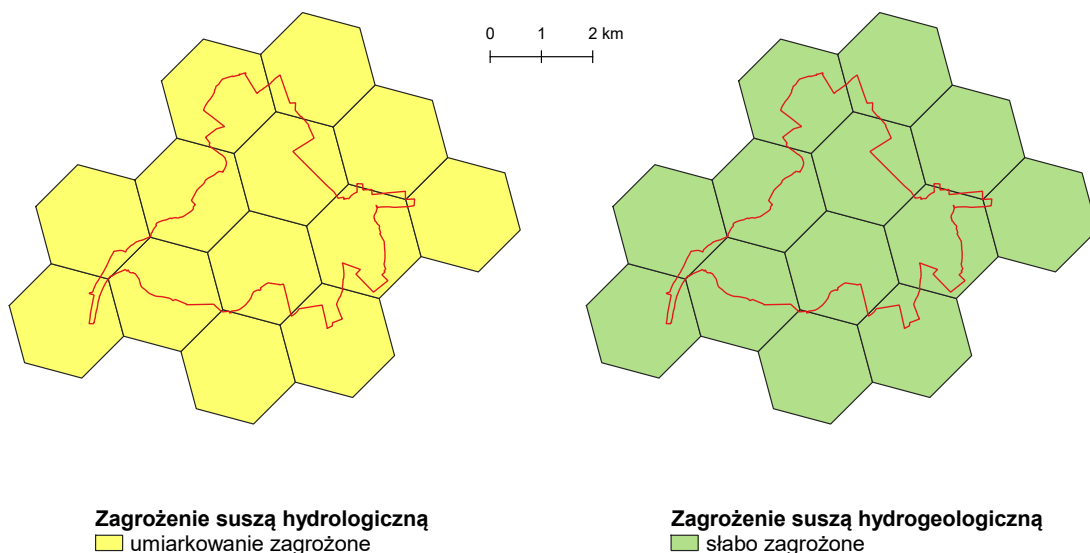 0 1 2 km
Zagrożenie suszą hydrologiczną
umiarkowanie zagrożone
Zagrożenie suszą hydrogeologiczną
słabo zagrożone